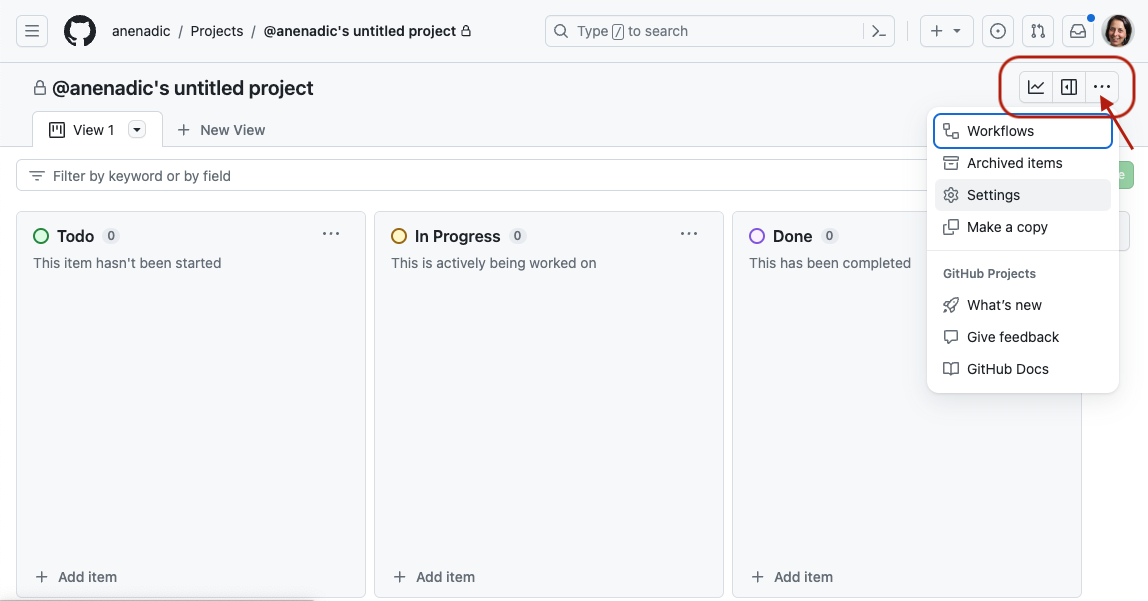 anenadic / Projects / @anenadic's untitled project
Type / to search
@anenadic's untitled project
View 1
New View
Filter by keyword or by field
Workflows
Archived items
Settings
Make a copy
GitHub Projects
What's new
Give feedback
GitHub Docs
Todo 0
This item hasn't been started
Add item
In Progress 0
This is actively being worked on
Add item
Done 0
This has been completed
Add item